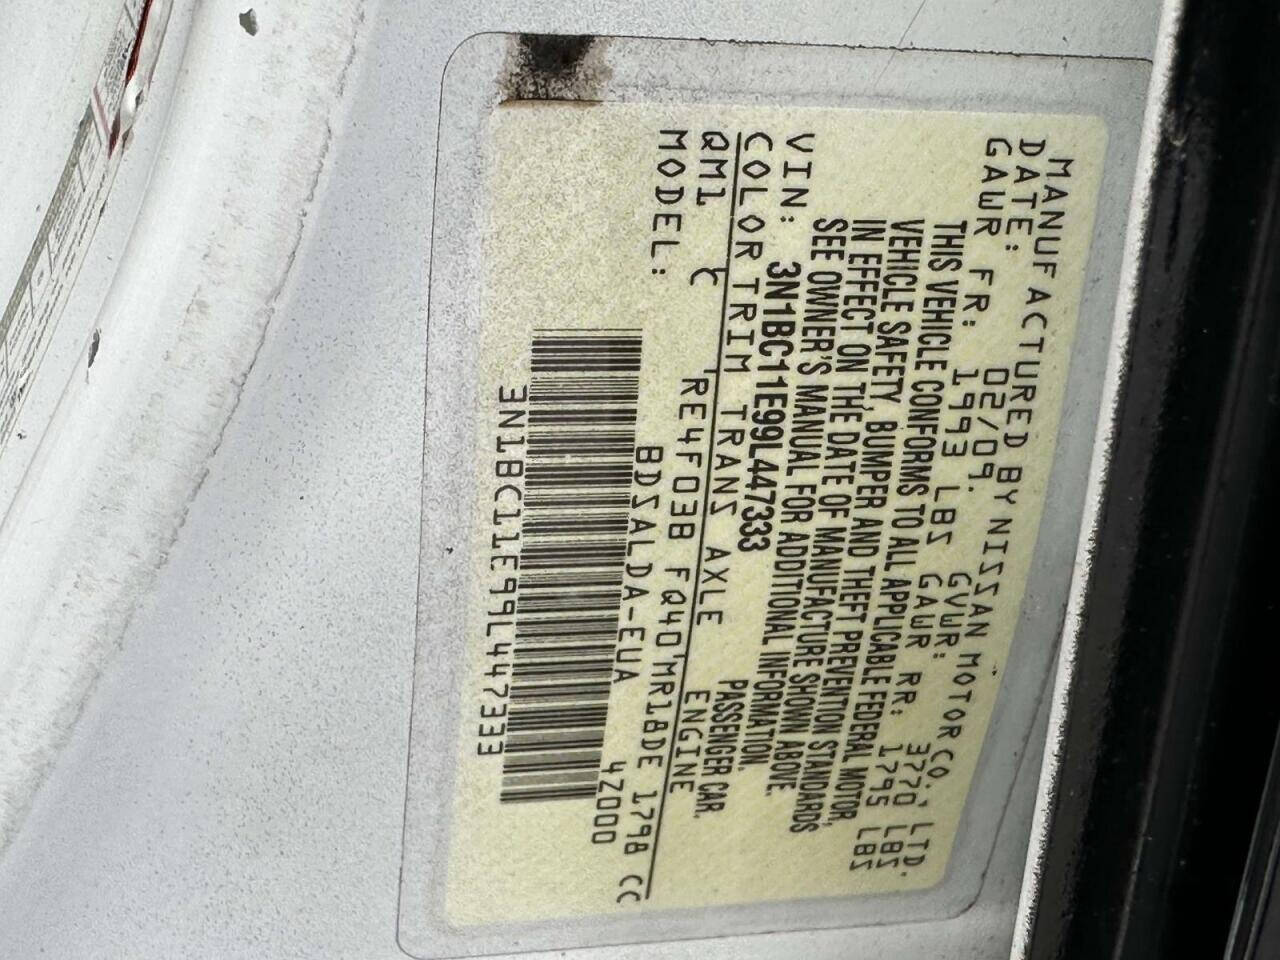 MANUFACTURED BY NISSAN MOTOR CO., LTD.
DATE: 02/09. GVWR: 3770 LBS
GAWR FR: 1993 LBS GAWR RR: 1795 LBS
THIS VEHICLE CONFORMS TO ALL APPLICABLE FEDERAL MOTOR
VEHICLE SAFETY, BUMPER AND THEFT PREVENTION STANDARDS
IN EFFECT ON THE DATE OF MANUFACTURE SHOWN ABOVE.
SEE OWNER'S MANUAL FOR ADDITIONAL INFORMATION.
VIN: 3N1BC11E99L447333 PASSENGER CAR.
COLOR TRIM TRANS AXLE ENGINE
QM1 C RE4F03B FQ40 MR18DE 1798 CC
MODEL: BDSALDA-EUA 4Z000
3N1BC11E99L447333